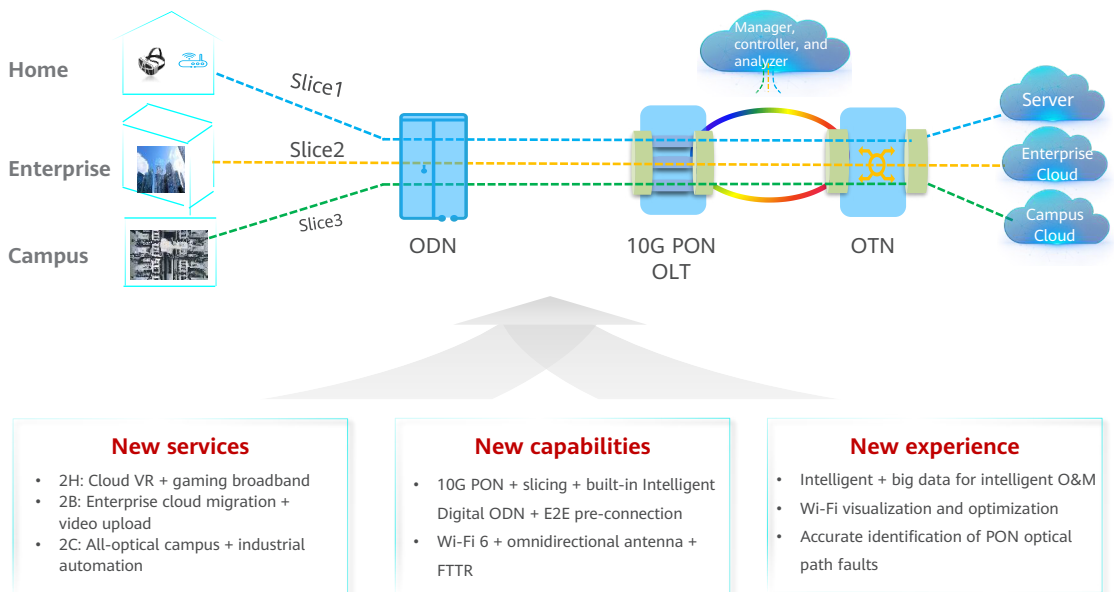 Manager,
controller, and
analyzer
Home
Slice1
Server
Enterprise
Slice2
Enterprise
Cloud
Slice3
Campus
Cloud
Campus
ODN
10G PON
OLT
OTN
New services
• 2H: Cloud VR + gaming broadband
• 2B: Enterprise cloud migration +
video upload
• 2C: All-optical campus + industrial
automation
New capabilities
• 10G PON + slicing + built-in Intelligent
Digital ODN + E2E pre-connection
• Wi-Fi 6 + omnidirectional antenna +
FTTR
New experience
• Intelligent + big data for intelligent O&M
• Wi-Fi visualization and optimization
• Accurate identification of PON optical
path faults